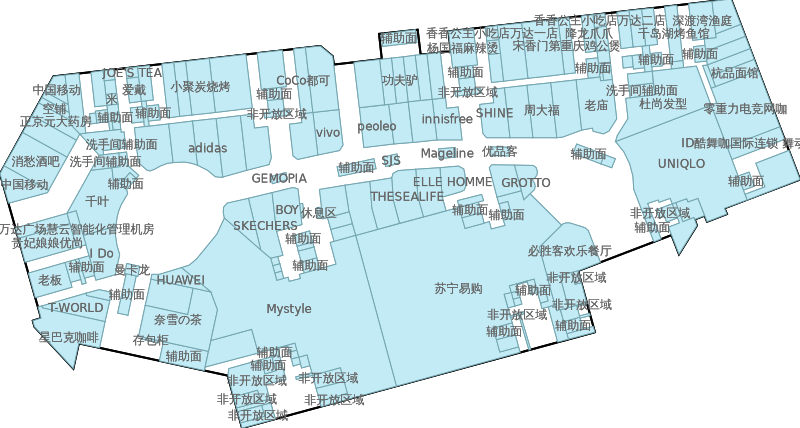 香香公主小吃店万达二店
深渡湾渔庭
香香公主小吃店万达一店
降龙爪爪
千岛湖烤鱼馆
辅助面
杨国福麻辣烫
宋香门第重庆鸡公煲
辅助面
辅助面
JOE'S TEA
辅助面
辅助面
杭品面馆
CoCo都可
功夫驴
小聚炭烧烤
中国移动
爱戴
辅助面
非开放区域
洗手间辅助面
米
空铺
老庙
杜尚发型
零重力电竞网咖
正京元大药房
辅助面
辅助面
非开放区域
innisfree
SHINE
周大福
peoleo
vivo
洗手间辅助面
adidas
ID酷舞咖国际连锁
消愁酒吧
洗手间辅助面
SJS
Mageline
优品客
辅助面
UNIQLO
辅助面
GEMOPIA
中国移动
辅助面
ELLE HOMME
GROTTO
辅助面
千叶
THESEALIFE
BOY
休息区
辅助面
辅助面
非开放区域
万达广场慧云智能化管理机房
SKECHERS
辅助面
辅助面
贵妃娘娘优尚
I Do
必胜客欢乐餐厅
老板
辅助面
曼卡龙
HUAWEI
辅助面
非开放区域
辅助面
苏宁易购
辅助面
T-WORLD
Mystyle
非开放区域
奈雪の茶
非开放区域
星巴克咖啡
存包柜
辅助面
辅助面
辅助面
辅助面
辅助面
非开放区域
非开放区域
非开放区域
非开放区域
非开放区域